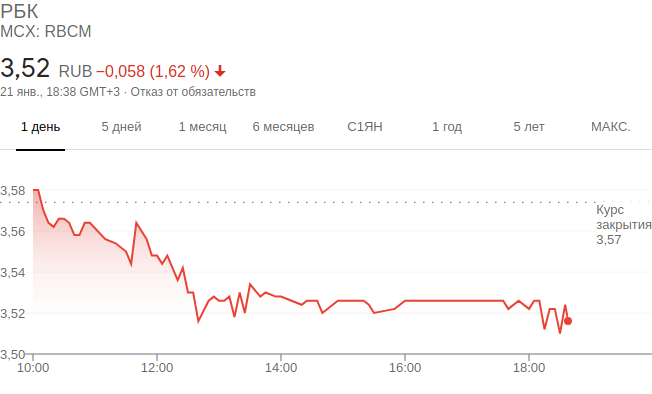 РБК
MCX: RBCM
3,52 RUB −0,058 (1,62 %)
21 янв., 18:38 GMT+3 · Отказ от обязательств
1 день 5 дней 1 месяц 6 месяцев С1ЯН 1 год 5 лет МАКС.
3,58
Курс
закрытия
3,57
3,56
3,54
3,52
3,50
10:00 12:00 14:00 16:00 18:00